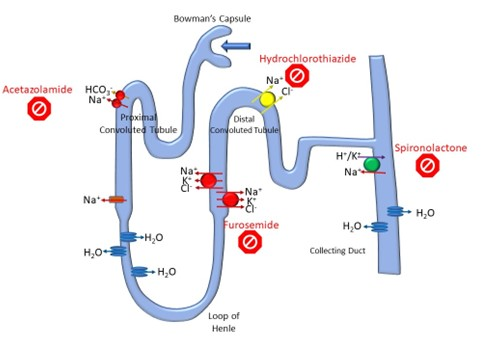 Bowman's Capsule
Hydrochlorothiazide
Na⁺
Cl⁻
Acetazolamide
HCO₃⁻
Na⁺
Proximal
Convoluted Tubule
Distal
Convoluted Tubule
H⁺/K⁺
Na⁺
Spironolactone
Na⁺
K⁺
Cl⁻
Na⁺
K⁺
Cl⁻
Na⁺
Furosemide
H₂O
H₂O
H₂O
H₂O
H₂O
Collecting Duct
Loop of
Henle